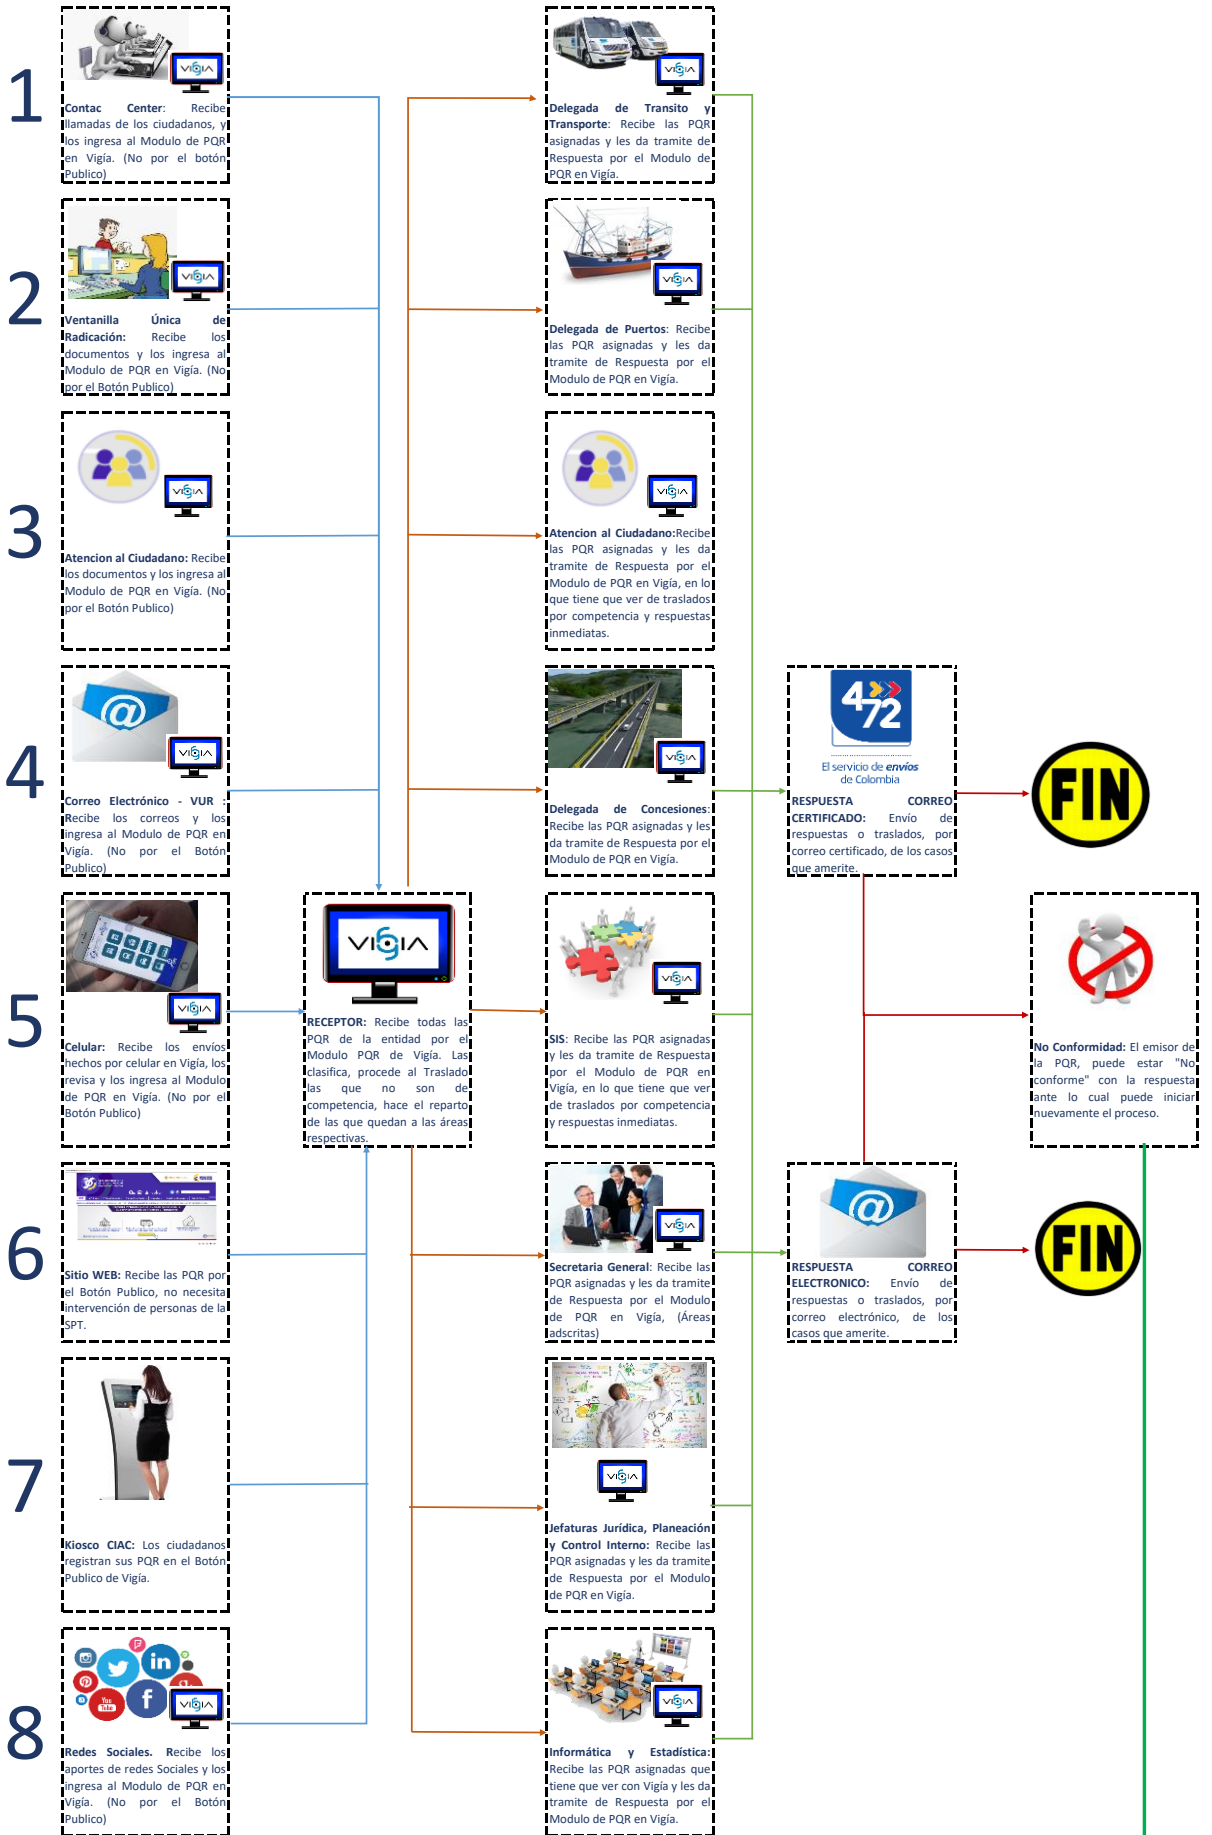 1
VIGIA
Contac Center: Recibe
llamadas de los ciudadanos, y
los ingresa al Modulo de PQR
en Vigía. (No por el botón
Publico)
VIGIA
Delegada de Transito y
Transporte: Recibe las PQR
asignadas y les da tramite de
Respuesta por el Modulo de
PQR en Vigía.
2
VIGIA
Ventanilla Única de
Radicación: Recibe los
documentos y los ingresa al
Modulo de PQR en Vigía. (No
por el Botón Publico)
VIGIA
Delegada de Puertos: Recibe
las PQR asignadas y les da
tramite de Respuesta por el
Modulo de PQR en Vigía.
3
VIGIA
Atencion al Ciudadano: Recibe
los documentos y los ingresa al
Modulo de PQR en Vigía. (No
por el Botón Publico)
VIGIA
Atencion al Ciudadano:Recibe
las PQR asignadas y les da
tramite de Respuesta por el
Modulo de PQR en Vigía, en lo
que tiene que ver de traslados
por competencia y respuestas
inmediatas.
4
@
VIGIA
Correo Electrónico - VUR :
Recibe los correos y los
ingresa al Modulo de PQR en
Vigía. (No por el Botón
Publico)
VIGIA
Delegada de Concesiones:
Recibe las PQR asignadas y les
da tramite de Respuesta por el
Modulo de PQR en Vigía.
472
El servicio de envíos
de Colombia
RESPUESTA CORREO
CERTIFICADO: Envío de
respuestas o traslados, por
correo certificado, de los casos
que amerite.
FIN
5
VIGIA
Celular: Recibe los envíos
hechos por celular en Vigía, los
revisa y los ingresa al Modulo
de PQR en Vigía. (No por el
Botón Publico)
VIGIA
RECEPTOR: Recibe todas las
PQR de la entidad por el
Modulo PQR de Vigía. Las
clasifica, procede al Traslado
las que no son de
competencia, hace el reparto
de las que quedan a las áreas
respectivas.
VIGIA
SIS: Recibe las PQR asignadas
y les da tramite de Respuesta
por el Modulo de PQR en
Vigía, en lo que tiene que ver
de traslados por competencia
y respuestas inmediatas.
No Conformidad: El emisor de
la PQR, puede estar "No
conforme" con la respuesta
ante lo cual puede iniciar
nuevamente el proceso.
6
Sitio WEB: Recibe las PQR por
el Botón Publico, no necesita
intervención de personas de la
SPT.
VIGIA
Secretaria General: Recibe las
PQR asignadas y les da tramite
de Respuesta por el Modulo
de PQR en Vigía, (Áreas
adscritas)
@
RESPUESTA CORREO
ELECTRONICO: Envío de
respuestas o traslados, por
correo electrónico, de los
casos que amerite.
FIN
7
Kiosco CIAC: Los ciudadanos
registran sus PQR en el Botón
Publico de Vigía.
VIGIA
Jefaturas Jurídica, Planeación
y Control Interno: Recibe las
PQR asignadas y les da tramite
de Respuesta por el Modulo
de PQR en Vigía.
8
in
You
Tube
f
VIGIA
Redes Sociales. Recibe los
aportes de redes Sociales y los
ingresa al Modulo de PQR en
Vigía. (No por el Botón
Publico)
VIGIA
Informática y Estadística:
Recibe las PQR asignadas que
tiene que ver con Vigía y les da
tramite de Respuesta por el
Modulo de PQR en Vigía.